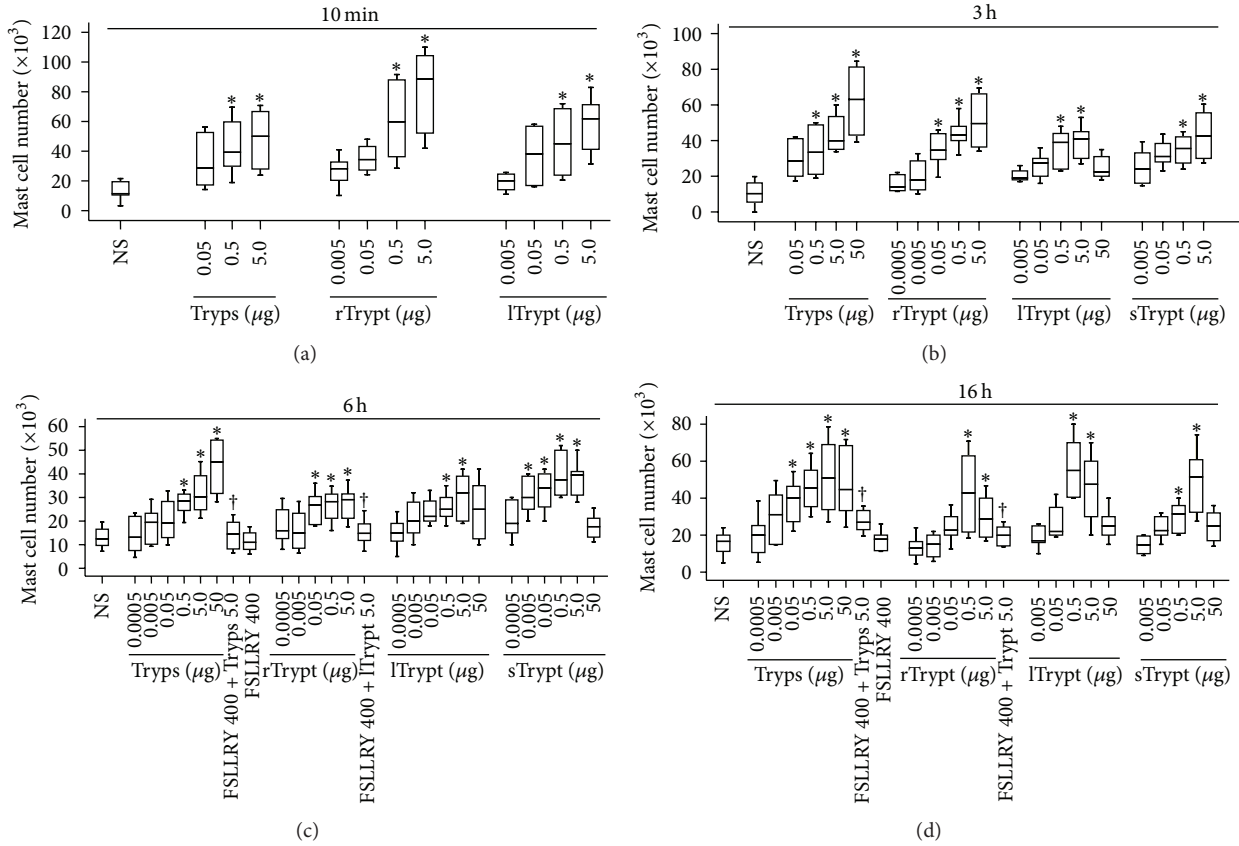 10 min
Mast cell number (×10³)
120
100
80
60
40
20
0
* * * * * *
NS
0.05
0.5
5.0
0.005
0.05
0.5
5.0
0.005
0.05
0.5
5.0
Tryps (μg)
rTrypt (μg)
lTrypt (μg)
(a)
3 h
Mast cell number (×10³)
100
80
60
40
20
0
* * * * * * * * * *
NS
0.05
0.5
5.0
50
0.0005
0.005
0.05
0.5
5.0
0.005
0.05
0.5
5.0
50
0.005
0.05
0.5
5.0
Tryps (μg)
rTrypt (μg)
lTrypt (μg)
sTrypt (μg)
(b)
6 h
Mast cell number (×10³)
60
50
40
30
20
10
0
* * * † * * * † * * * * * *
NS
0.0005
0.005
0.05
0.5
5.0
50
FSLLRY 400 + Tryps 5.0
FSLLRY 400
0.0005
0.005
0.05
0.5
5.0
FSLLRY 400 + lTrypt 5.0
0.005
0.05
0.5
5.0
50
0.005
0.05
0.5
5.0
50
Tryps (μg)
rTrypt (μg)
lTrypt (μg)
sTrypt (μg)
(c)
16 h
Mast cell number (×10³)
80
60
40
20
0
* * * * † * * † * * * *
NS
0.0005
0.005
0.05
0.5
5.0
50
FSLLRY 400 + Tryps 5.0
FSLLRY 400
0.0005
0.005
0.05
0.5
5.0
FSLLRY 400 + Trypt 5.0
0.005
0.05
0.5
5.0
50
0.005
0.05
0.5
5.0
50
Tryps (μg)
rTrypt (μg)
lTrypt (μg)
sTrypt (μg)
(d)